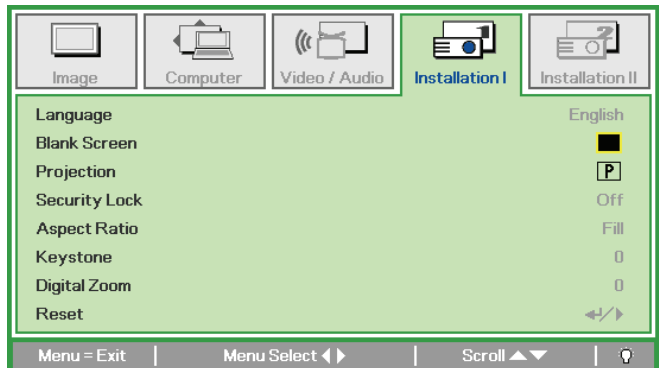 Image Computer Video / Audio Installation I Installation II
Language English
Blank Screen
Projection P
Security Lock Off
Aspect Ratio Fill
Keystone 0
Digital Zoom 0
Reset
Menu = Exit | Menu Select | Scroll |